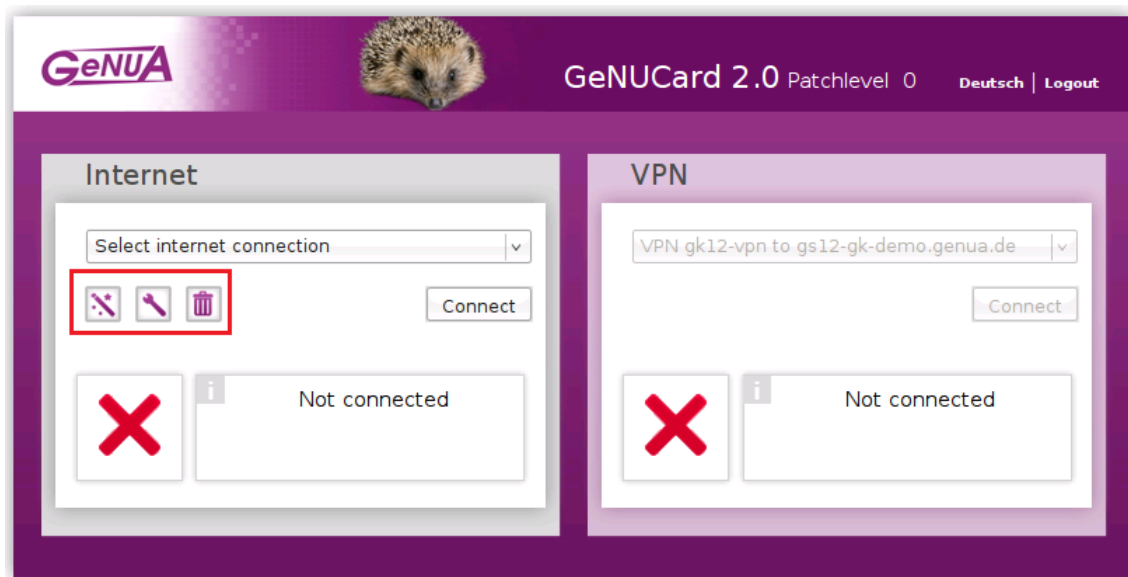 GeNUA
GeNUCard 2.0 Patchlevel 0
Deutsch | Logout
Internet
Select internet connection
Connect
i
Not connected
VPN
VPN gk12-vpn to gs12-gk-demo.genua.de
Connect
i
Not connected